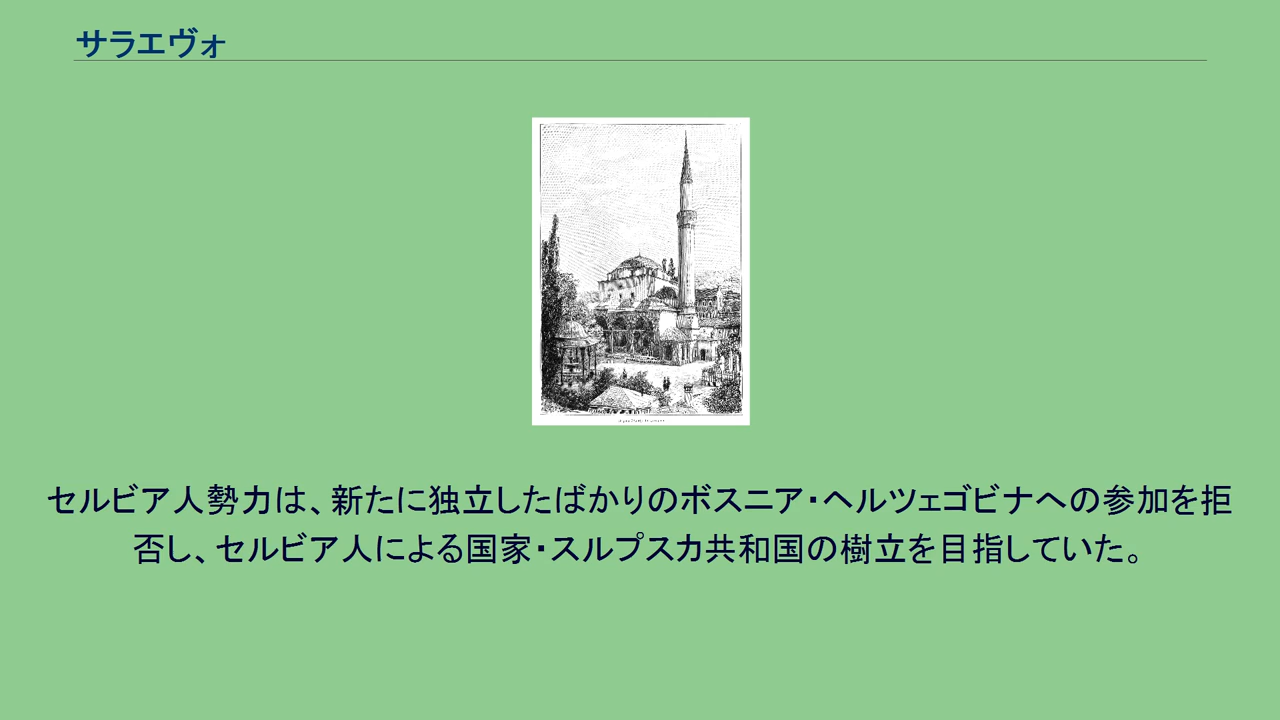 サラエヴォ
セルビア人勢力は、新たに独立したばかりのボスニア・ヘルツェゴビナへの参加を拒
否し、セルビア人による国家・スルプスカ共和国の樹立を目指していた。